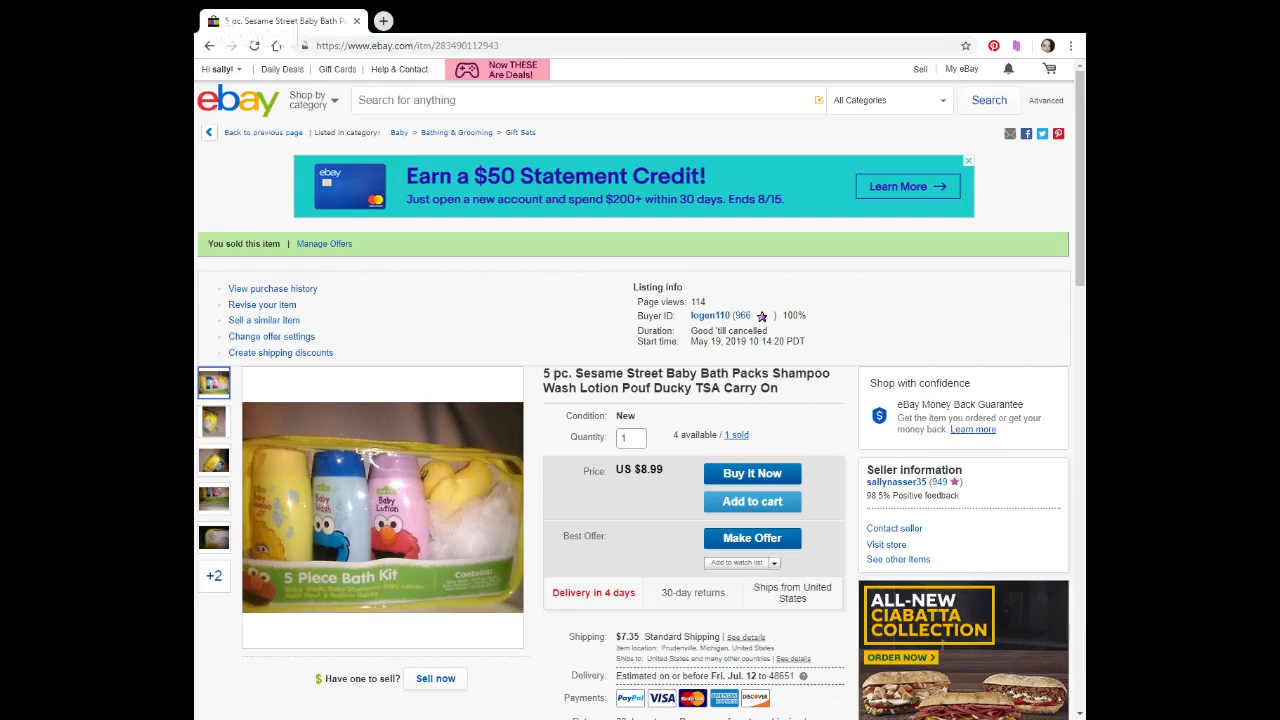 5 pc. Sesame Street Baby Bath Pa
https://www.ebay.com/itm/283490112943
Hi sally!
Daily Deals
Gift Cards
Help & Contact
Now THESE
Are Deals!
Sell
My eBay
ebay
Shop by
category
Search for anything
All Categories
Search
Advanced
Back to previous page
Listed in category:
Baby > Bathing & Grooming > Gift Sets
ebay
Earn a $50 Statement Credit!
Just open a new account and spend $200+ within 30 days. Ends 8/15.
Learn More
You sold this item | Manage Offers
View purchase history
Revise your item
Sell a similar item
Change offer settings
Create shipping discounts
Listing info
Page views: 114
Buyer ID: logen110 (966 ) 100%
Duration: Good 'till cancelled
Start time: May 19, 2019 10:14:20 PDT
5 pc. Sesame Street Baby Bath Packs Shampoo
Wash Lotion Pouf Ducky TSA Carry On
Condition: New
Quantity: 1
4 available / 1 sold
Price: US $8.99
Buy It Now
Add to cart
Best Offer:
Make Offer
Add to watch list
Delivery in 4 days
30-day returns
Ships from United
States
Shipping: $7.35 Standard Shipping | See details
Item location: Prudenville, Michigan, United States
Ships to: United States and many other countries | See details
Delivery: Estimated on or before Fri. Jul. 12 to 48651
Payments: PayPal VISA MasterCard DISCOVER
+2
Baby
Wash
Baby
Lotion
5 Piece Bath Kit
Contains:
Have one to sell?
Sell now
Shop with confidence
eBay Money Back Guarantee
Get the item you ordered or get your
money back. Learn more
Seller information
sallynasser35 (949 )
98.5% Positive feedback
Contact seller
Visit store
See other items
ALL-NEW
CIABATTA
COLLECTION
ORDER NOW